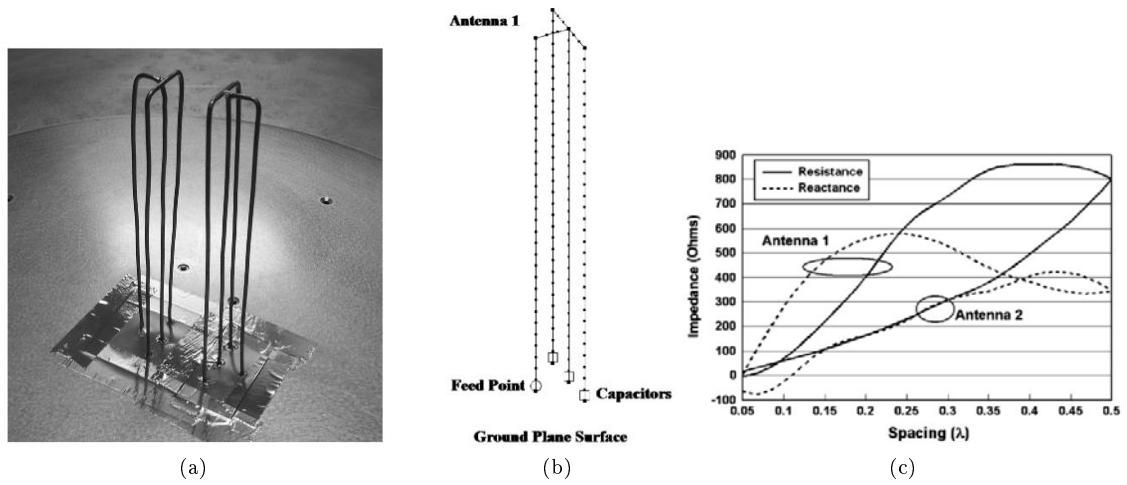 Antenna 1
Feed Point
Capacitors
Ground Plane Surface
900
800
700
600
500
400
300
200
100
0
-100
Impedance (Ohms)
Resistance
Reactance
Antenna 1
Antenna 2
0.05 0.1 0.15 0.2 0.25 0.3 0.35 0.4 0.45 0.5
Spacing (λ)
(a) (b) (c)